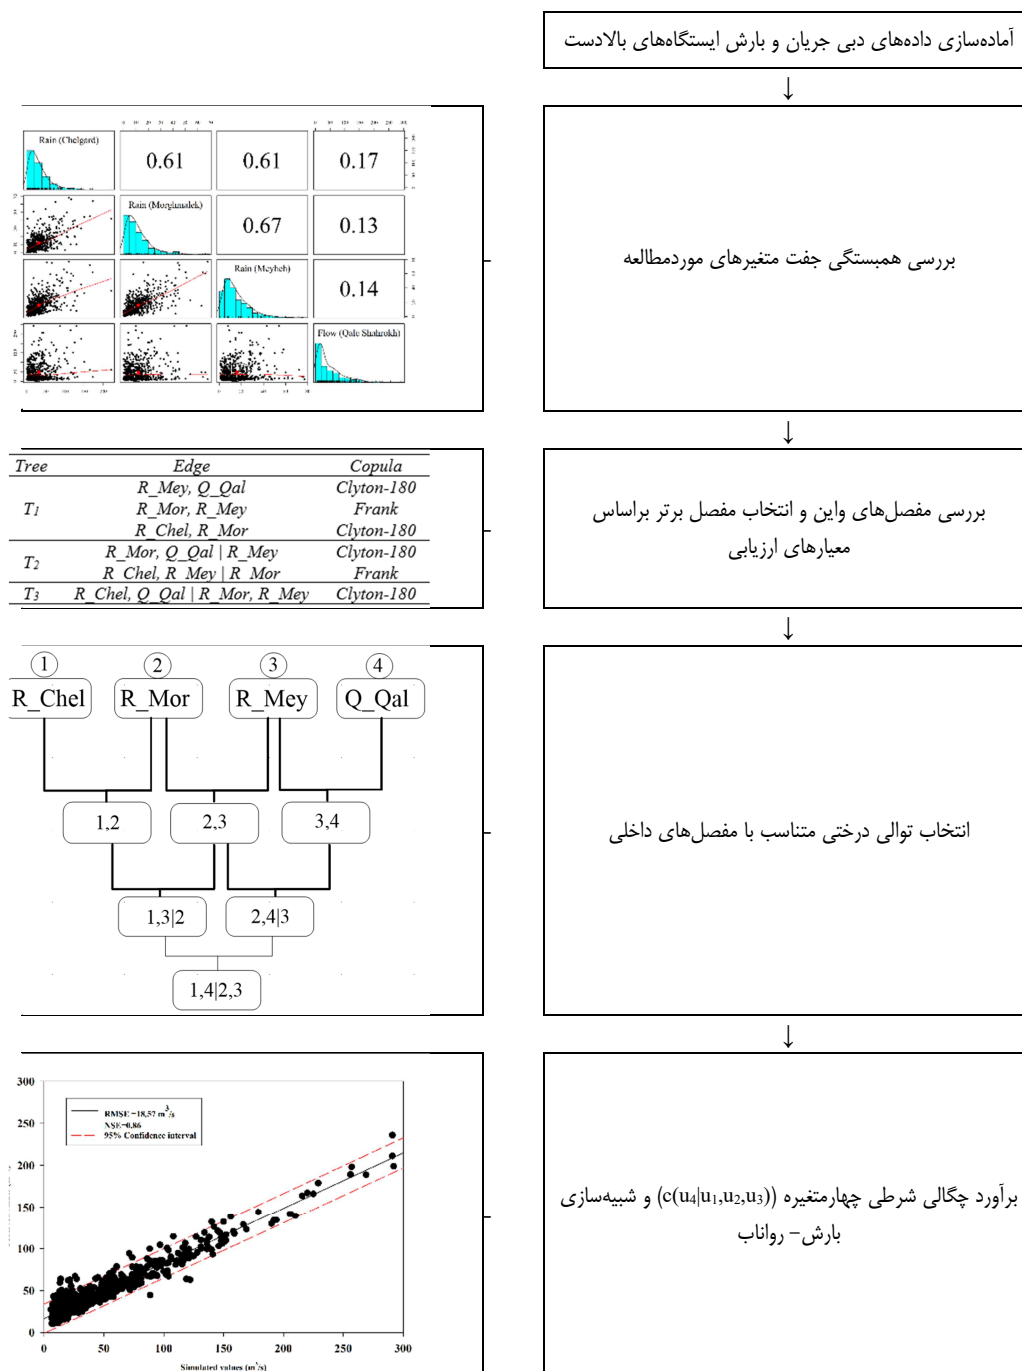 آماده‌سازی داده‌های دبی جریان و بارش ایستگاه‌های بالادست
↓
بررسی همبستگی جفت متغیرهای موردمطالعه
Rain (Chelgard)
0.61
0.61
0.17
Rain (Morghmalek)
0.67
0.13
Rain (Meyheh)
0.14
Flow (Qale Shahrokh)
↓
بررسی مفصل‌های واین و انتخاب مفصل برتر براساس
معیارهای ارزیابی
Tree Edge Copula
R_Mey, Q_Qal Clyton-180
T1 R_Mor, R_Mey Frank
R_Chel, R_Mor Clyton-180
T2 R_Mor, Q_Qal | R_Mey Clyton-180
R_Chel, R_Mey | R_Mor Frank
T3 R_Chel, Q_Qal | R_Mor, R_Mey Clyton-180
↓
انتخاب توالی درختی متناسب با مفصل‌های داخلی
1 2 3 4
R_Chel R_Mor R_Mey Q_Qal
1,2 2,3 3,4
1,3|2 2,4|3
1,4|2,3
↓
برآورد چگالی شرطی چهارمتغیره (c(u4|u1,u2,u3)) و شبیه‌سازی
بارش– رواناب
300
250
200
150
100
50
0
RMSE =18.57 m3/s
NSE=0.86
95% Confidence interval
0 50 100 150 200 250 300
Simulated values (m3/s)